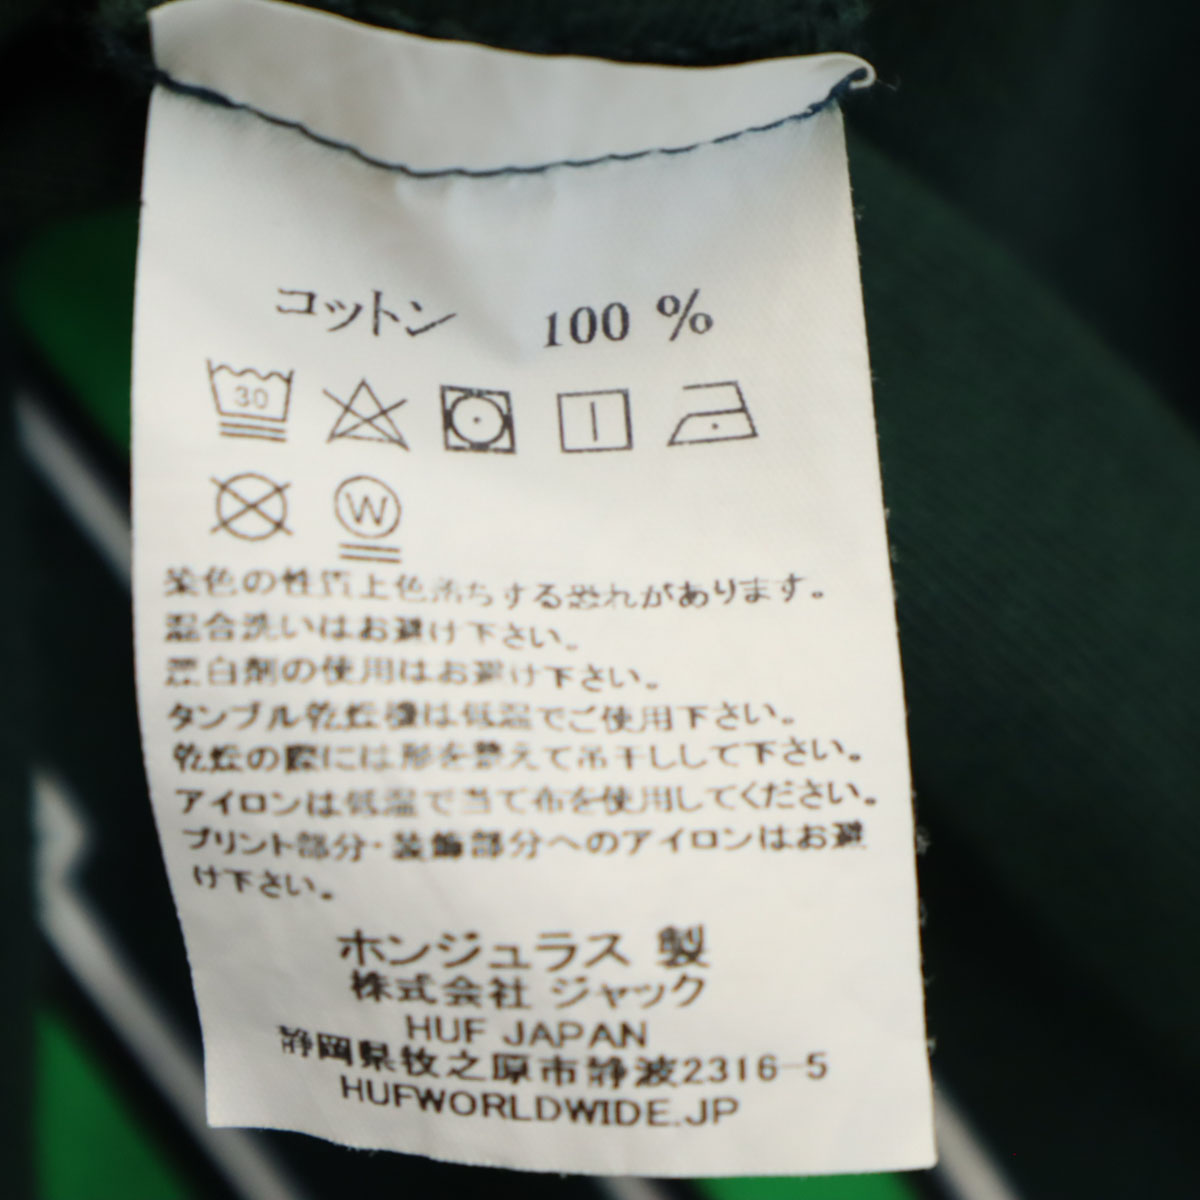 コットン 100 %
30
W
染色の性質上色落ちする恐れがあります。
混合洗いはお避け下さい。
漂白剤の使用はお避け下さい。
タンブル乾燥機は低温でご使用下さい。
乾燥の際には形を整えて吊干しして下さい。
アイロンは低温で当て布を使用してください。
プリント部分・装飾部分へのアイロンはお避
け下さい。
ホンジュラス 製
株式会社 ジャック
HUF JAPAN
静岡県牧之原市静波2316-5
HUFWORLDWIDE.JP